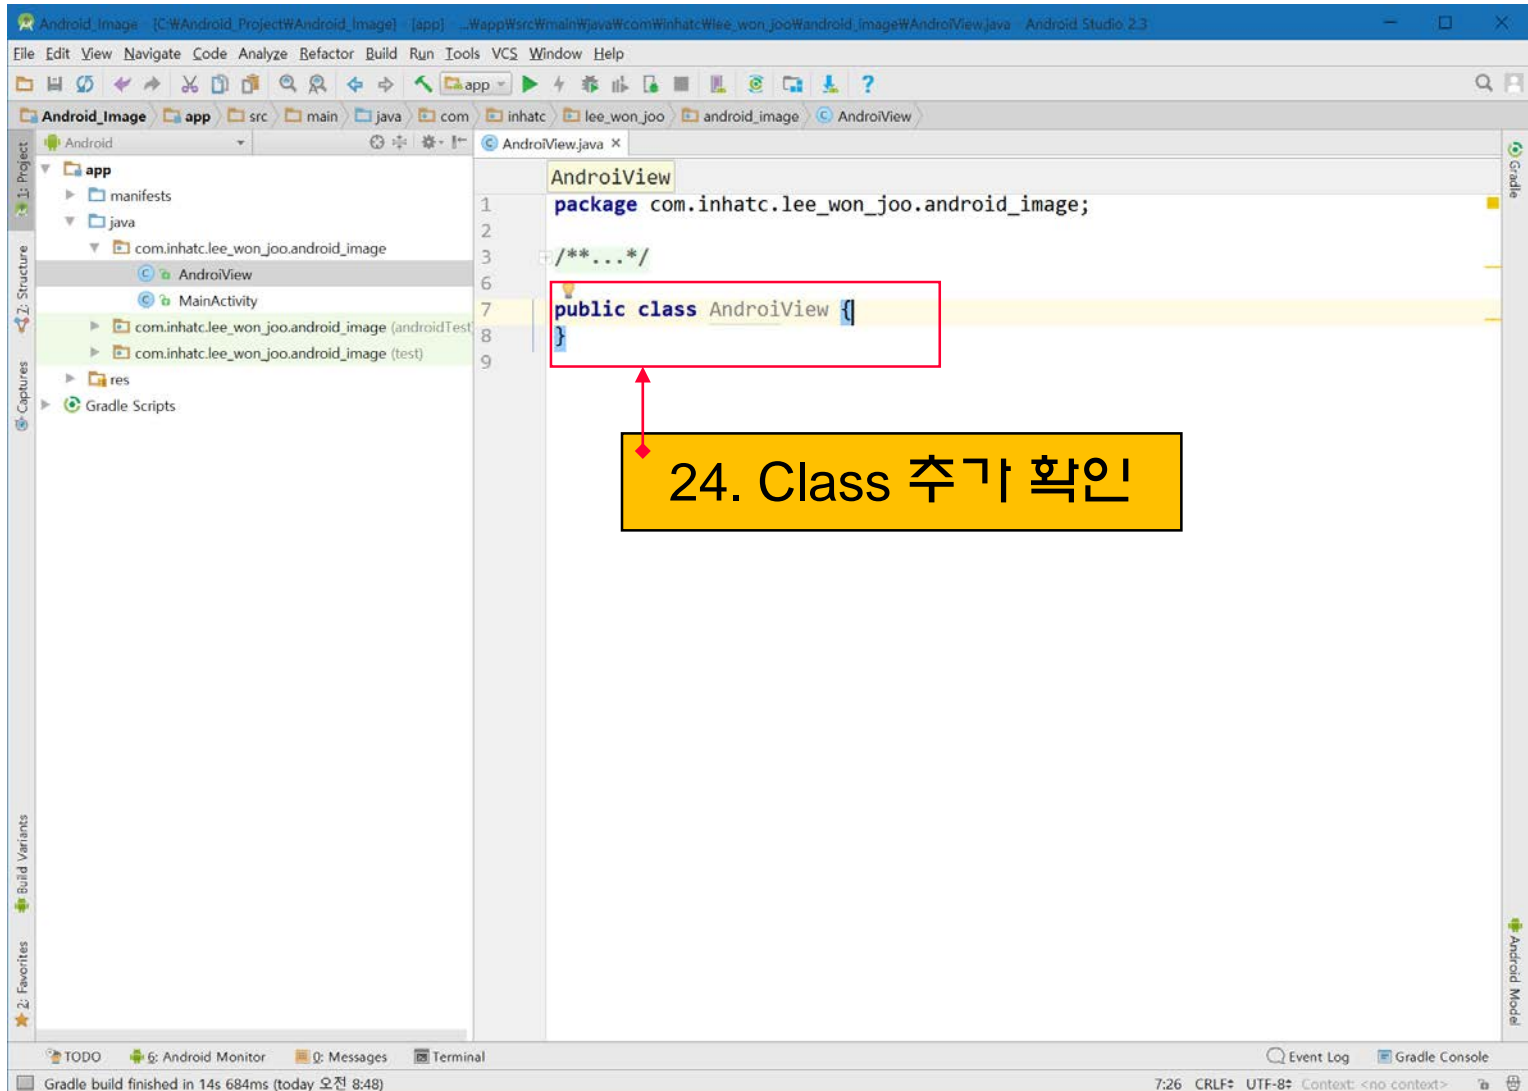 Android_Image - [C:₩Android_Project₩Android_Image] - [app] - ...₩app₩src₩main₩java₩com₩inhatc₩lee_won_joo₩android_image₩AndroiView.java - Android Studio 2.3
File Edit View Navigate Code Analyze Refactor Build Run Tools VCS Window Help
app
Android_Image app src main java com inhatc lee_won_joo android_image AndroiView
Android
AndroiView.java
1: Project
7: Structure
Captures
Build Variants
2: Favorites
app
manifests
java
com.inhatc.lee_won_joo.android_image
AndroiView
MainActivity
com.inhatc.lee_won_joo.android_image (androidTest
com.inhatc.lee_won_joo.android_image (test)
res
Gradle Scripts
AndroiView
1 package com.inhatc.lee_won_joo.android_image;
2
3 /**...*/
6
7 public class AndroiView {
8 }
9
24. Class 추가 확인
Gradle
Android Model
TODO 6: Android Monitor 0: Messages Terminal Event Log Gradle Console
Gradle build finished in 14s 684ms (today 오전 8:48) 7:26 CRLF UTF-8 Context: <no context>